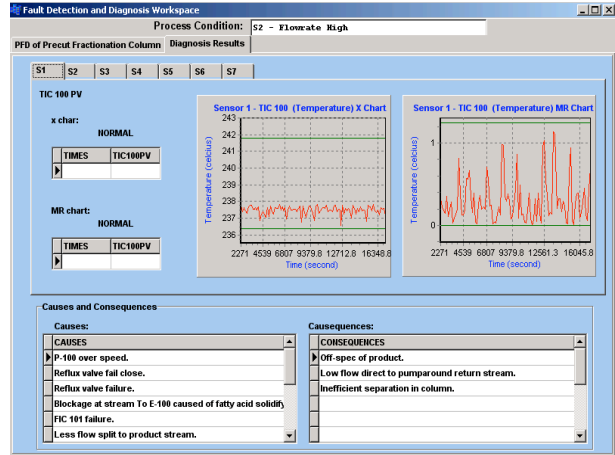 Fault Detection and Diagnosis Workspace
Process Condition: S2 - Flowrate High
PFD of Precut Fractionation Column Diagnosis Results
S1 S2 S3 S4 S5 S6 S7
TIC 100 PV
x char:
NORMAL
TIMES TIC100PV
MR chart:
NORMAL
TIMES TIC100PV
Sensor 1 - TIC 100 (Temperature) X Chart
Temperature (celcius)
243
242
241
240
239
238
237
236
2271 4539 6807 9379.8 12712.8 16348.8
Time (second)
Sensor 1 - TIC 100 (Temperature) MR Chart
Temperature (celcius)
1
0
2271 4539 6807 9379.8 12561.3 16045.8
Time (second)
Causes and Consequences
Causes:
CAUSES
P-100 over speed.
Reflux valve fail close.
Reflux valve failure.
Blockage at stream To E-100 caused of fatty acid solidify
FIC 101 failure.
Less flow split to product stream.
Causequences:
CONSEQUENCES
Off-spec of product.
Low flow direct to pumparound return stream.
Inefficient separation in column.